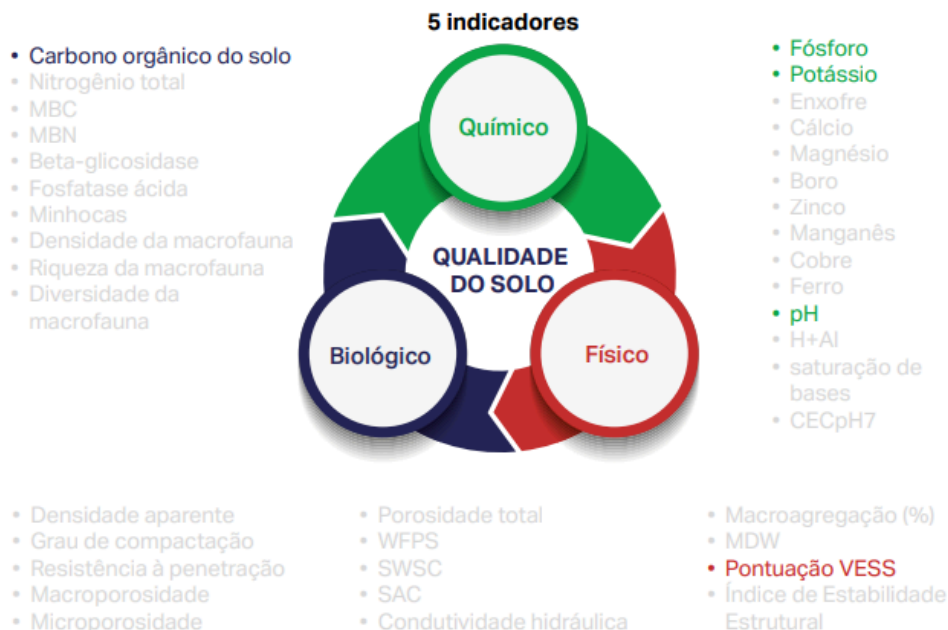 5 indicadores
• Carbono orgânico do solo
• Nitrogênio total
• MBC
• MBN
• Beta-glicosidase
• Fosfatase ácida
• Minhocas
• Densidade da macrofauna
• Riqueza da macrofauna
• Diversidade da
macrofauna
Químico
QUALIDADE
DO SOLO
Biológico
Físico
• Fósforo
• Potássio
• Enxofre
• Cálcio
• Magnésio
• Boro
• Zinco
• Manganês
• Cobre
• Ferro
• pH
• H+Al
• saturação de
bases
• CECpH7
• Densidade aparente
• Grau de compactação
• Resistência à penetração
• Macroporosidade
• Microporosidade
• Porosidade total
• WFPS
• SWSC
• SAC
• Condutividade hidráulica
• Macroagregação (%)
• MDW
• Pontuação VESS
• Índice de Estabilidade
Estrutural